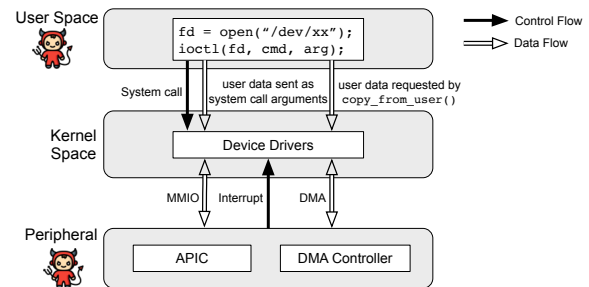 User Space
fd = open("/dev/xx");
ioctl(fd, cmd, arg);
Control Flow
Data Flow
System call
user data sent as
system call arguments
user data requested by
copy_from_user()
Kernel
Space
Device Drivers
MMIO
Interrupt
DMA
Peripheral
APIC
DMA Controller